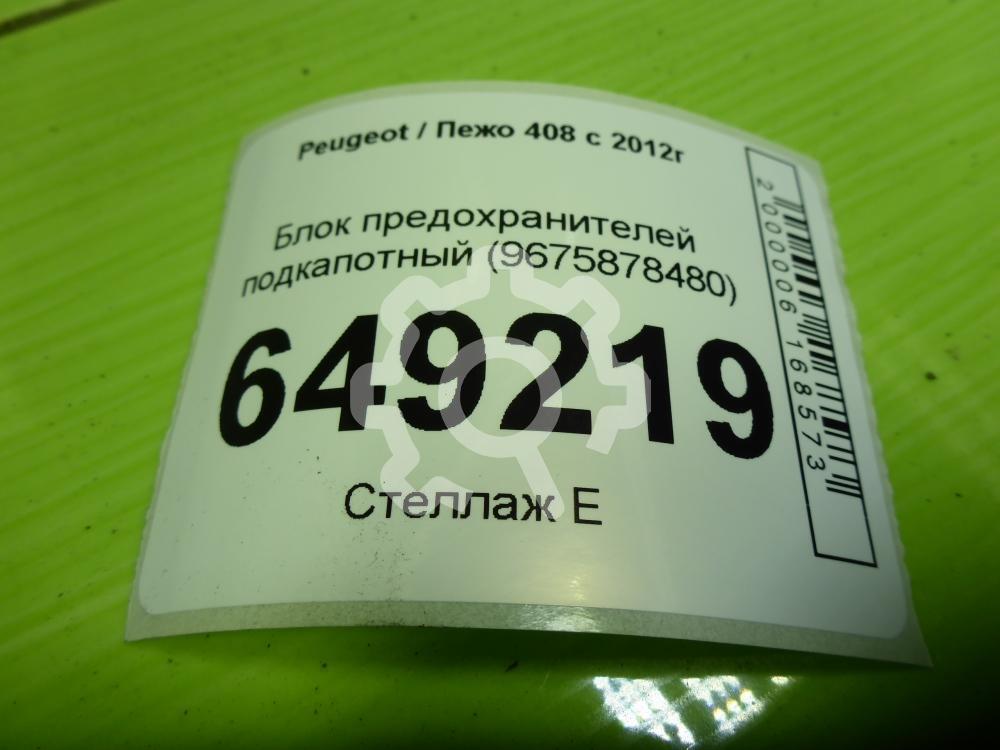 Peugeot / Пежо 408 с 2012г
Блок предохранителей
подкапотный (9675878480)
649219
Стеллаж Е
2000006168573